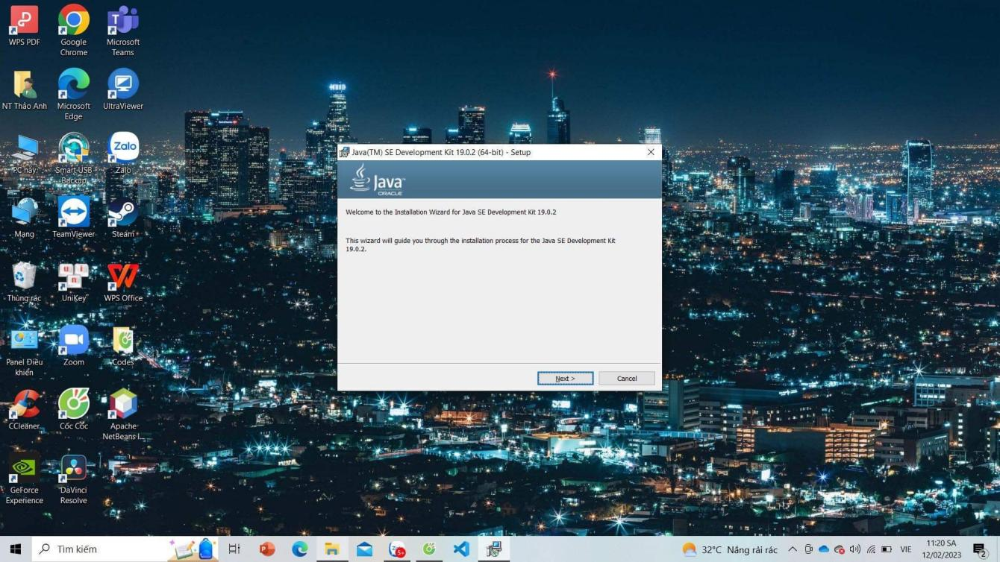 WPS PDF
Google
Chrome
Microsoft
Teams
NT Thảo Anh
Microsoft
Edge
UltraViewer
PC này
Smart USB
Backup
Zalo
Zalo
Mạng
TeamViewer
Steam
Thùng rác
UniKey
WPS Office
Panel Điều
khiển
Zoom
Codes
CCleaner
Cốc Cốc
Apache
NetBeans I...
GeForce
Experience
DaVinci
Resolve
Java(TM) SE Development Kit 19.0.2 (64-bit) - Setup
Java™
ORACLE
Welcome to the Installation Wizard for Java SE Development Kit 19.0.2
This wizard will guide you through the installation process for the Java SE Development Kit
19.0.2.
Next >
Cancel
Tìm kiếm
5+
32°C Nắng rải rác
VIE
11:20 SA
12/02/2023
2